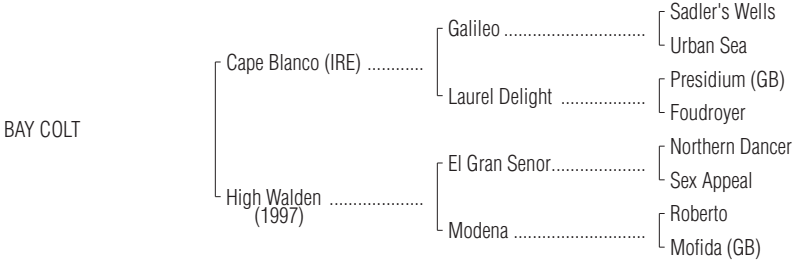 Sadler's Wells
Galileo ..............................
Urban Sea
Cape Blanco (IRE) ............
Presidium (GB)
Laurel Delight ..................
Foudroyer
BAY COLT
Northern Dancer
El Gran Senor....................
Sex Appeal
High Walden ....................
(1997)
Roberto
Modena ............................
Mofida (GB)